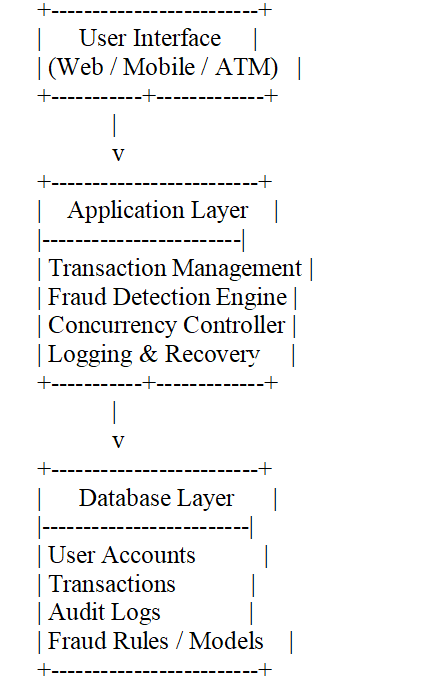 +-------------------------+
|      User Interface     |
| (Web / Mobile / ATM)   |
+-----------+-------------+
            |
            v
+-------------------------+
|    Application Layer    |
|------------------------|
| Transaction Management |
| Fraud Detection Engine |
| Concurrency Controller |
| Logging & Recovery     |
+-----------+-------------+
            |
            v
+-------------------------+
|      Database Layer      |
|-------------------------|
| User Accounts           |
| Transactions            |
| Audit Logs              |
| Fraud Rules / Models    |
+-------------------------+